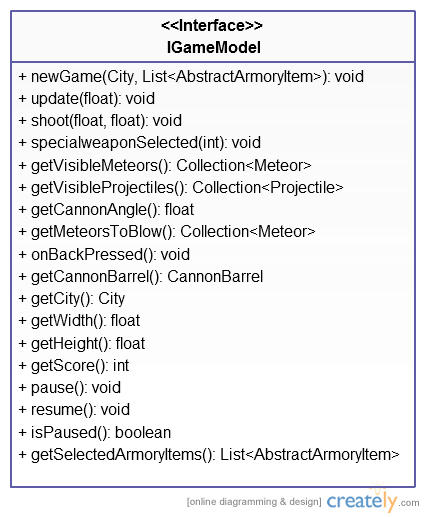 <<Interface>>
IGameModel
+ newGame(City, List<AbstractArmoryItem>): void
+ update(float): void
+ shoot(float, float): void
+ specialweaponSelected(int): void
+ getVisibleMeteors(): Collection<Meteor>
+ getVisibleProjectiles(): Collection<Projectile>
+ getCannonAngle(): float
+ getMeteorsToBlow(): Collection<Meteor>
+ onBackPressed(): void
+ getCannonBarrel(): CannonBarrel
+ getCity(): City
+ getWidth(): float
+ getHeight(): float
+ getScore(): int
+ pause(): void
+ resume(): void
+ isPaused(): boolean
+ getSelectedArmoryItems(): List<AbstractArmoryItem>
[online diagramming & design] creately.com